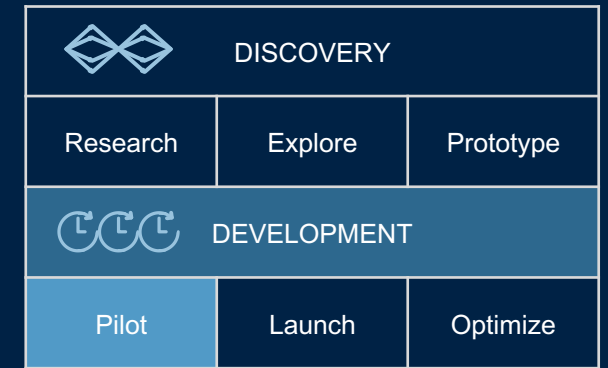 DISCOVERY
Research Explore Prototype
DEVELOPMENT
Pilot Launch Optimize